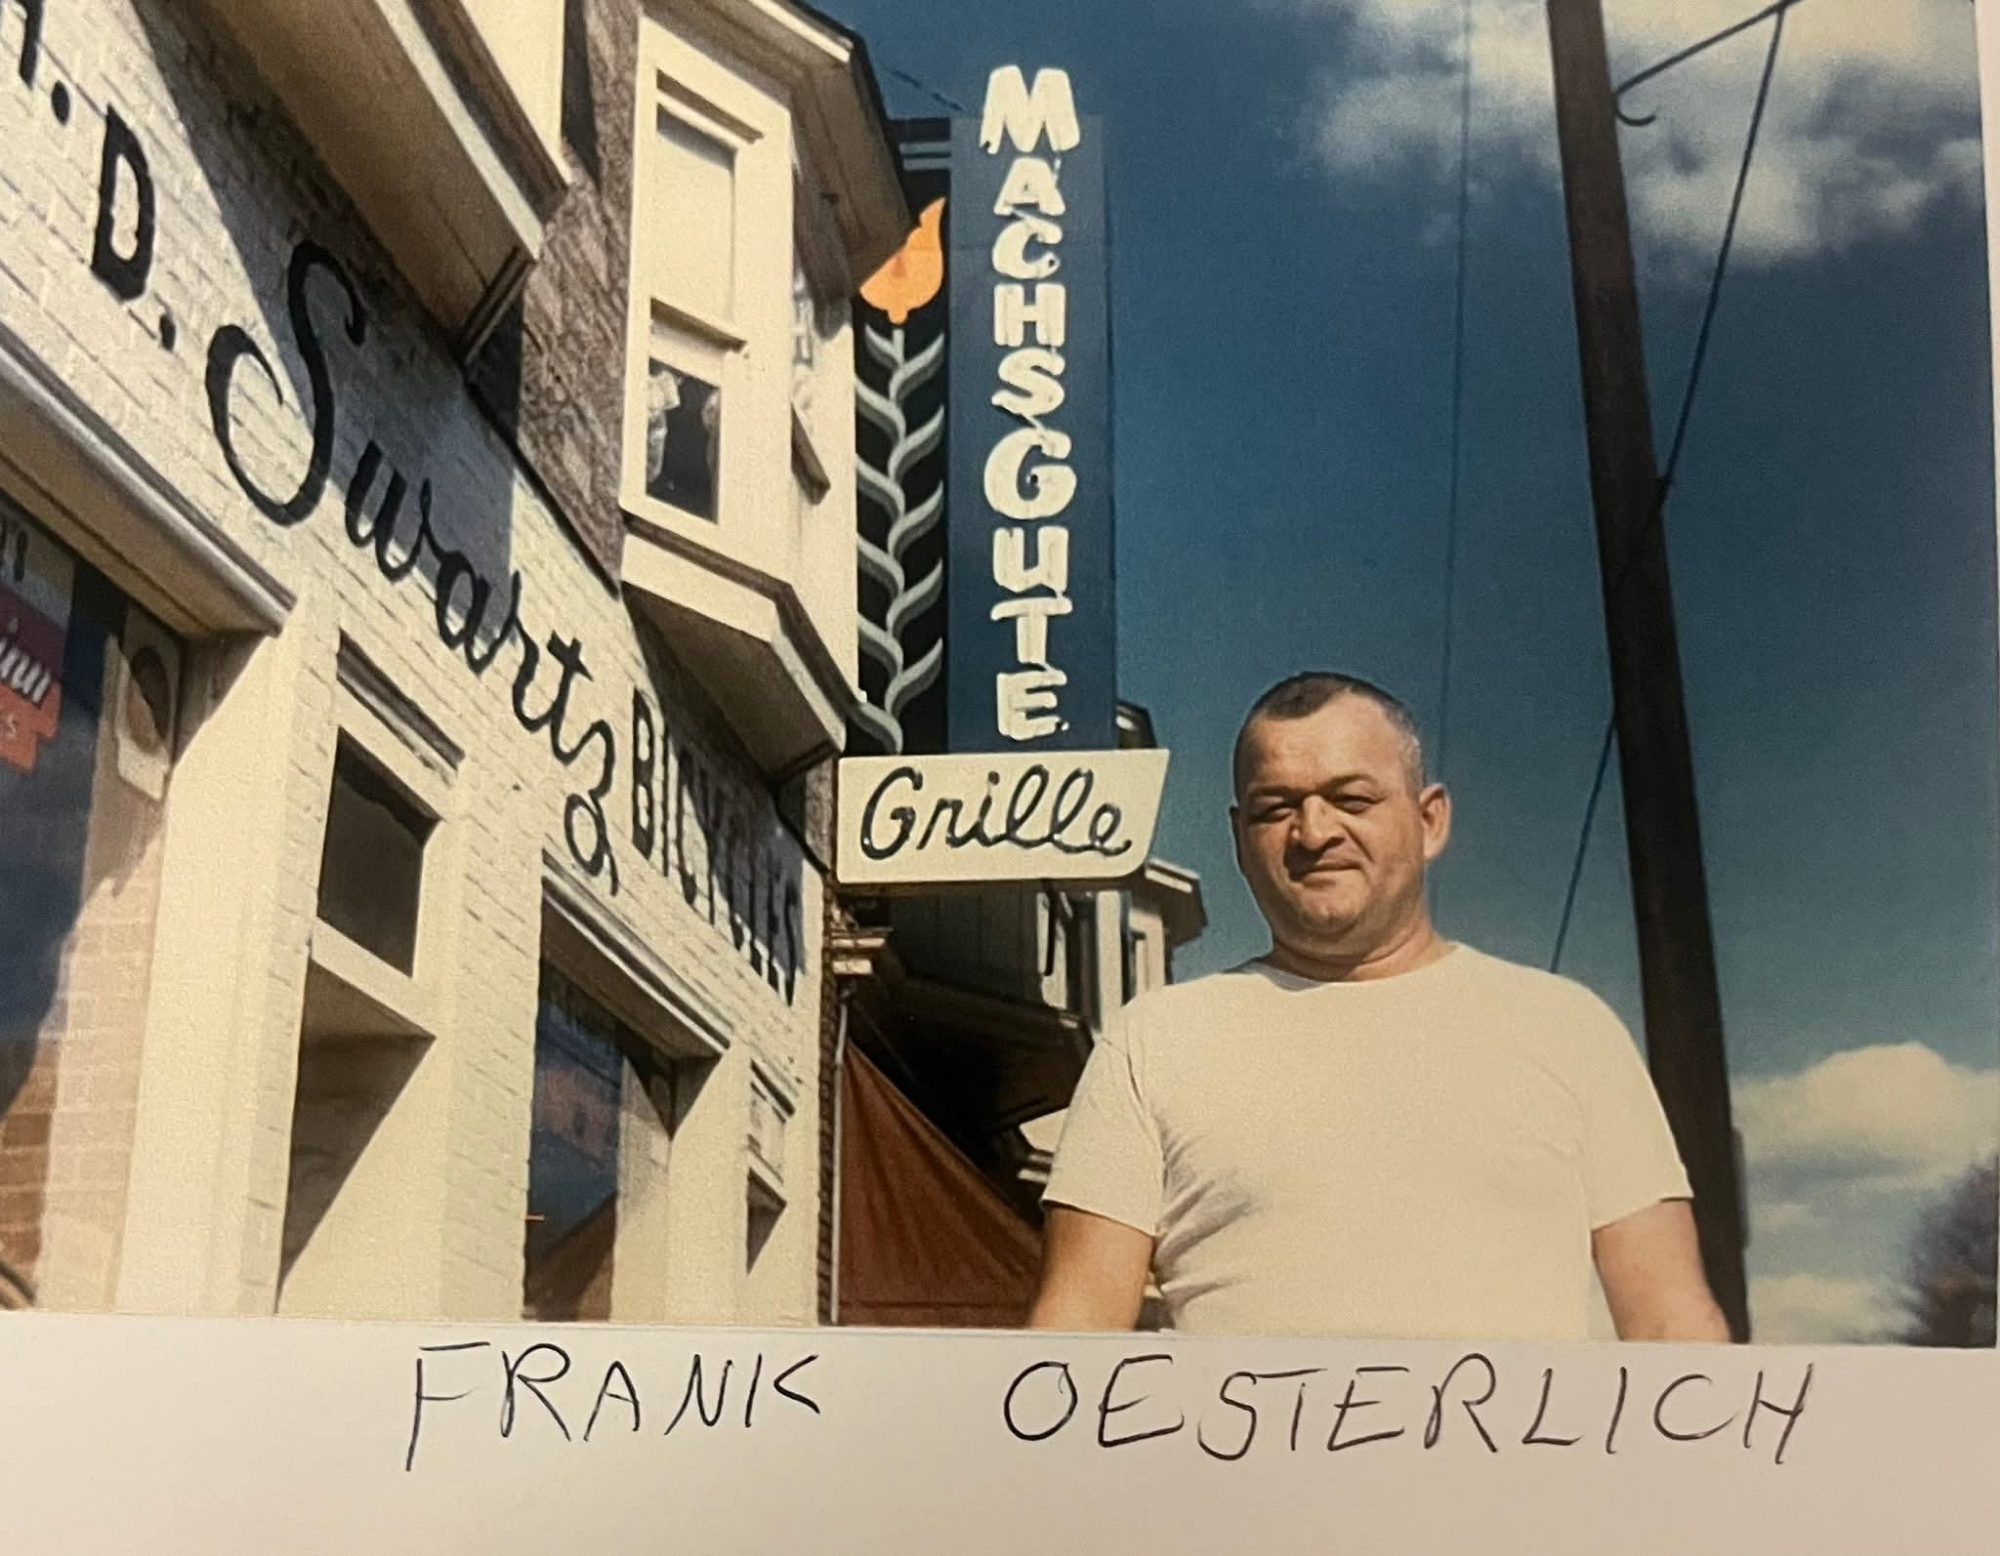 H. D. Swartz BICYCLES
MACHSGUTE
Grille
FRANK OESTERLICH